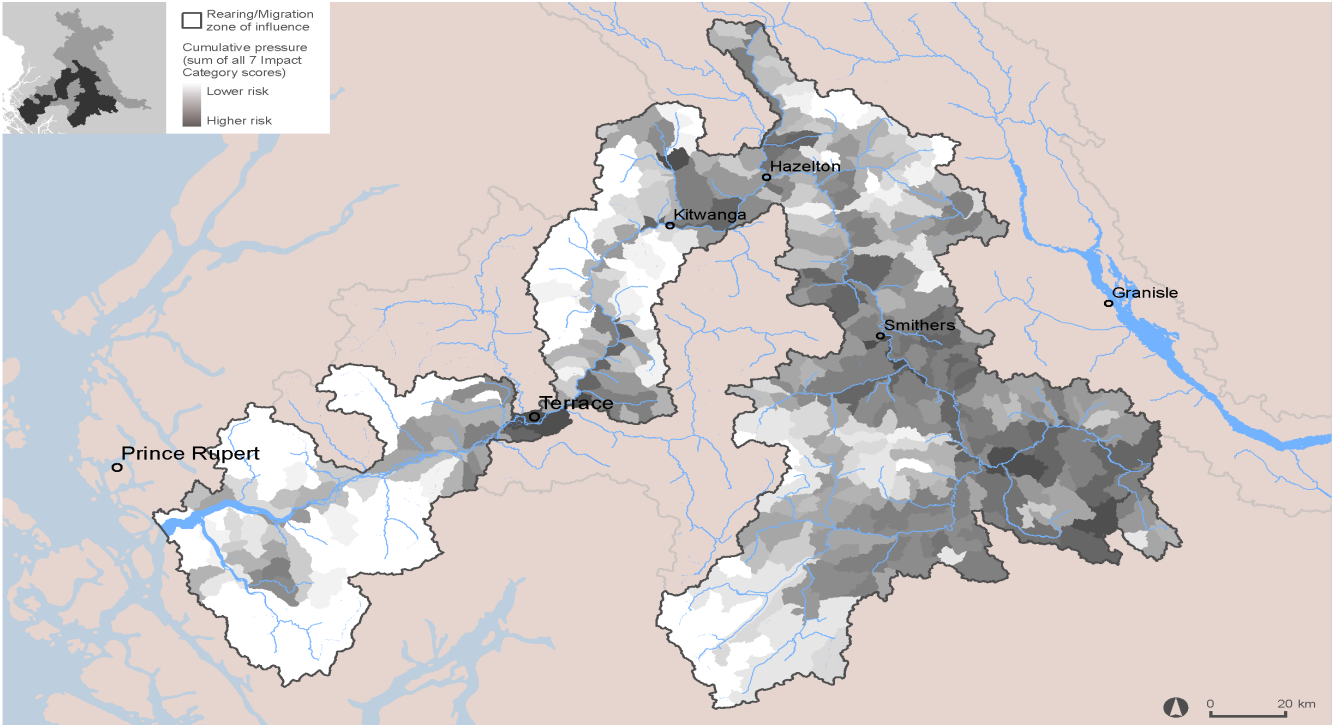 Rearing/Migration
zone of influence
Cumulative pressure
(sum of all 7 Impact
Category scores)
Lower risk
Higher risk
Hazelton
Kitwanga
Granisle
Smithers
Terrace
Prince Rupert
0 20 km